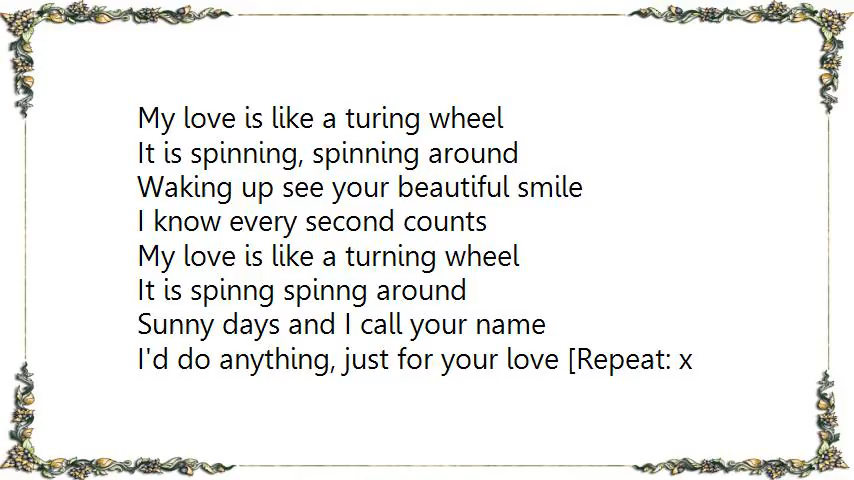 My love is like a turing wheel
It is spinning, spinning around
Waking up see your beautiful smile
I know every second counts
My love is like a turning wheel
It is spinng spinng around
Sunny days and I call your name
I'd do anything, just for your love [Repeat: x